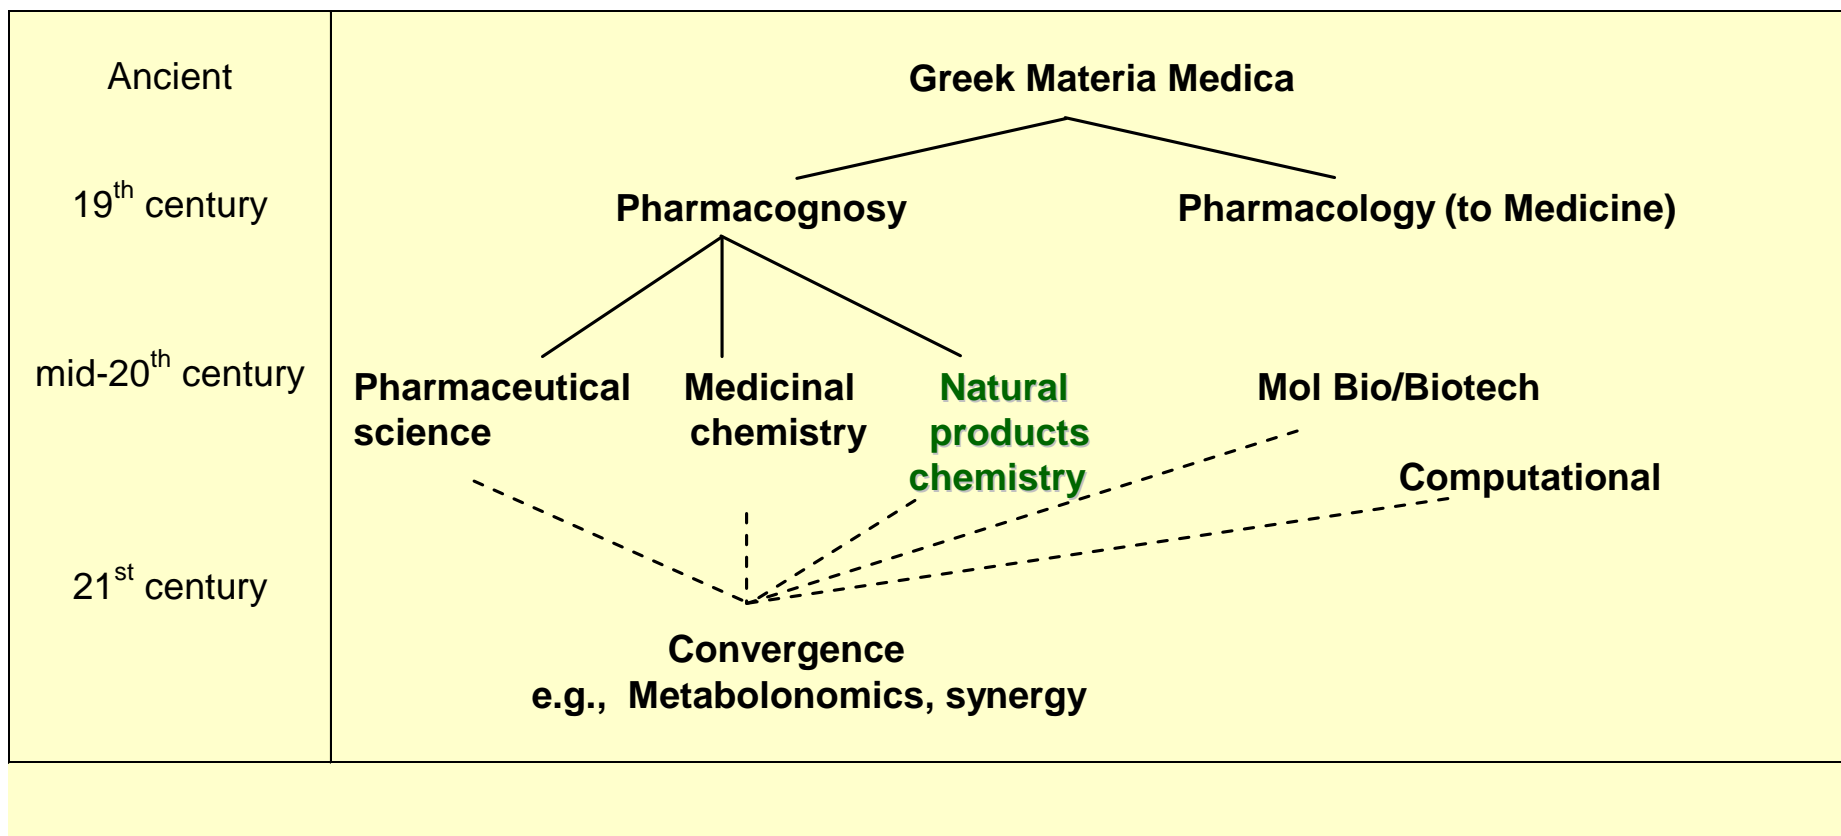 Ancient
Greek Materia Medica
19th century
Pharmacognosy
Pharmacology (to Medicine)
mid-20th century
Pharmaceutical
science
Medicinal
chemistry
Natural
products
chemistry
Mol Bio/Biotech
Computational
21st century
Convergence
e.g., Metabolonomics, synergy